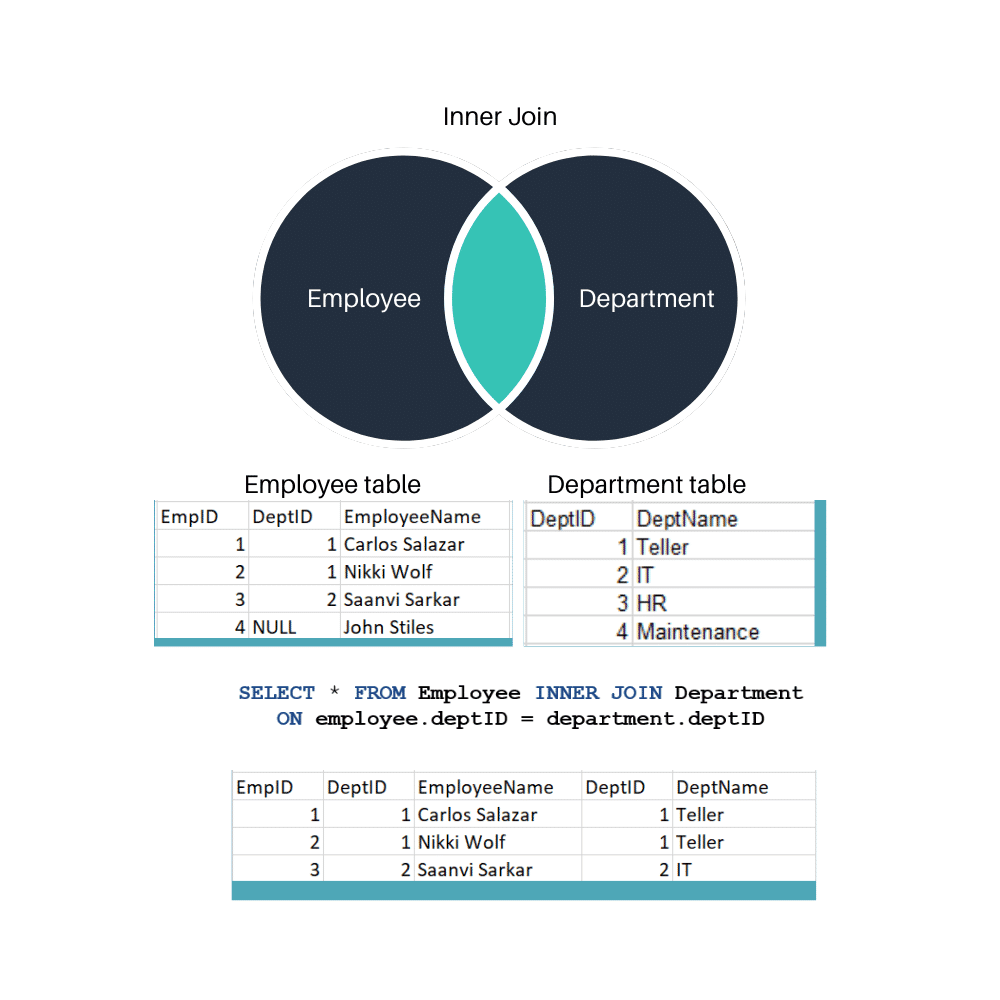 Inner Join
Employee Department
Employee table Department table
EmpID DeptID EmployeeName
1 1 Carlos Salazar
2 1 Nikki Wolf
3 2 Saanvi Sarkar
4 NULL John Stiles
DeptID DeptName
1 Teller
2 IT
3 HR
4 Maintenance
SELECT * FROM Employee INNER JOIN Department
ON employee.deptID = department.deptID
EmpID DeptID EmployeeName DeptID DeptName
1 1 Carlos Salazar 1 Teller
2 1 Nikki Wolf 1 Teller
3 2 Saanvi Sarkar 2 IT